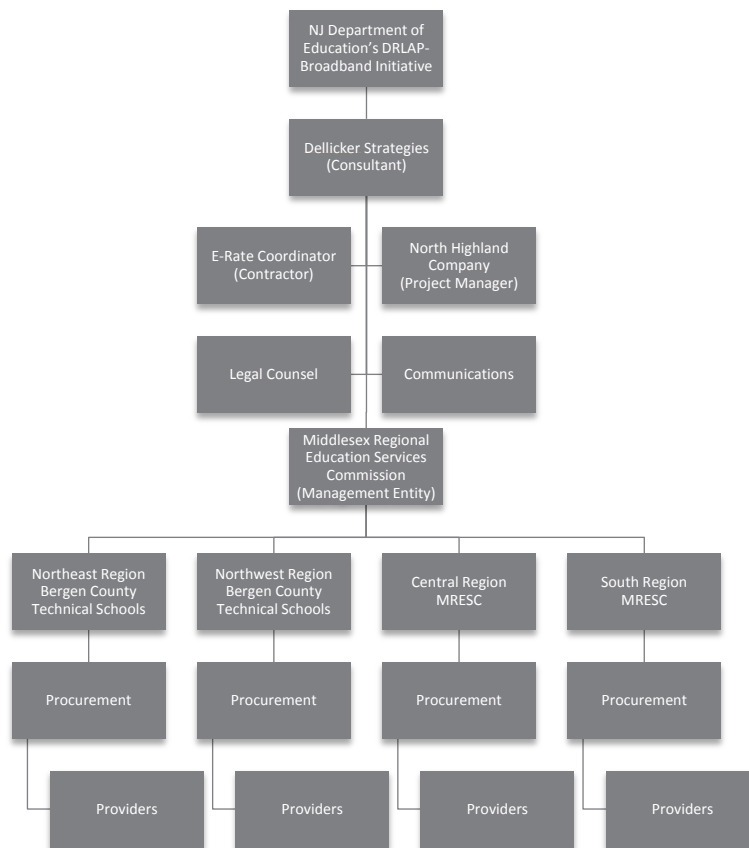 NJ Department of
Education's DRLAP-
Broadband Initiative
Dellicker Strategies
(Consultant)
E-Rate Coordinator
(Contractor)
North Highland
Company
(Project Manager)
Legal Counsel
Communications
Middlesex Regional
Education Services
Commission
(Management Entity)
Northeast Region
Bergen County
Technical Schools
Northwest Region
Bergen County
Technical Schools
Central Region
MRESC
South Region
MRESC
Procurement
Procurement
Procurement
Procurement
Providers
Providers
Providers
Providers